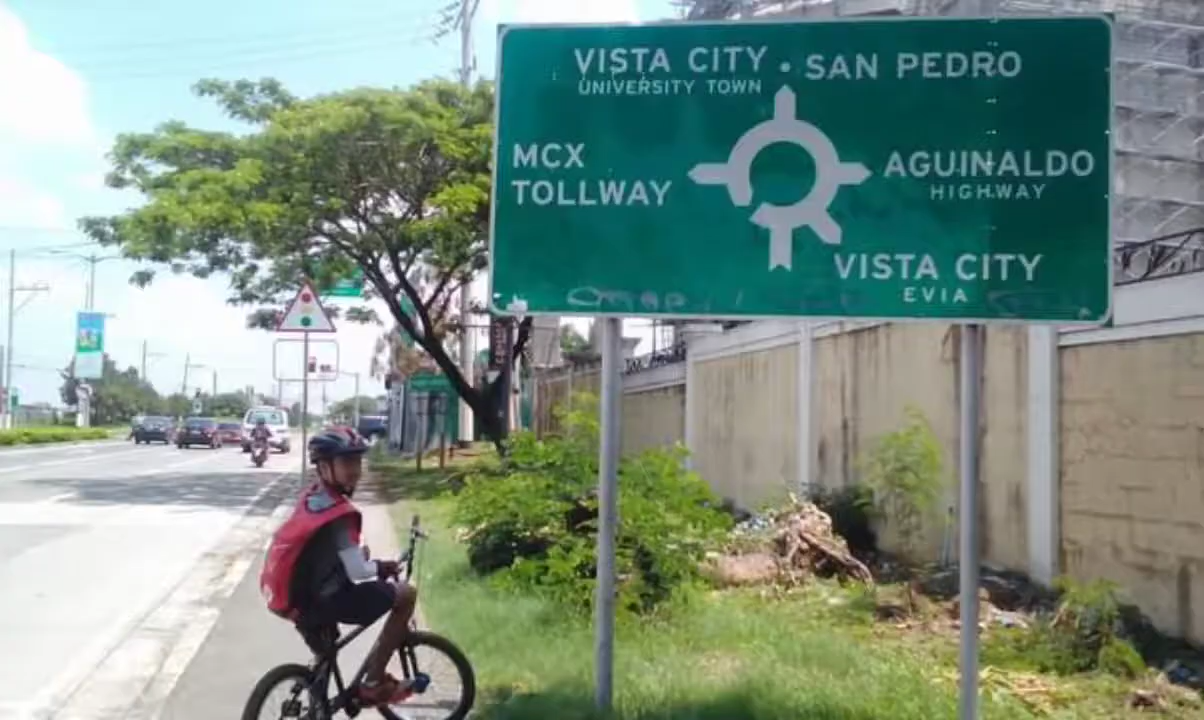 VISTA CITY • SAN PEDRO
UNIVERSITY TOWN
MCX
TOLLWAY
AGUINALDO
HIGHWAY
VISTA CITY
EVIA